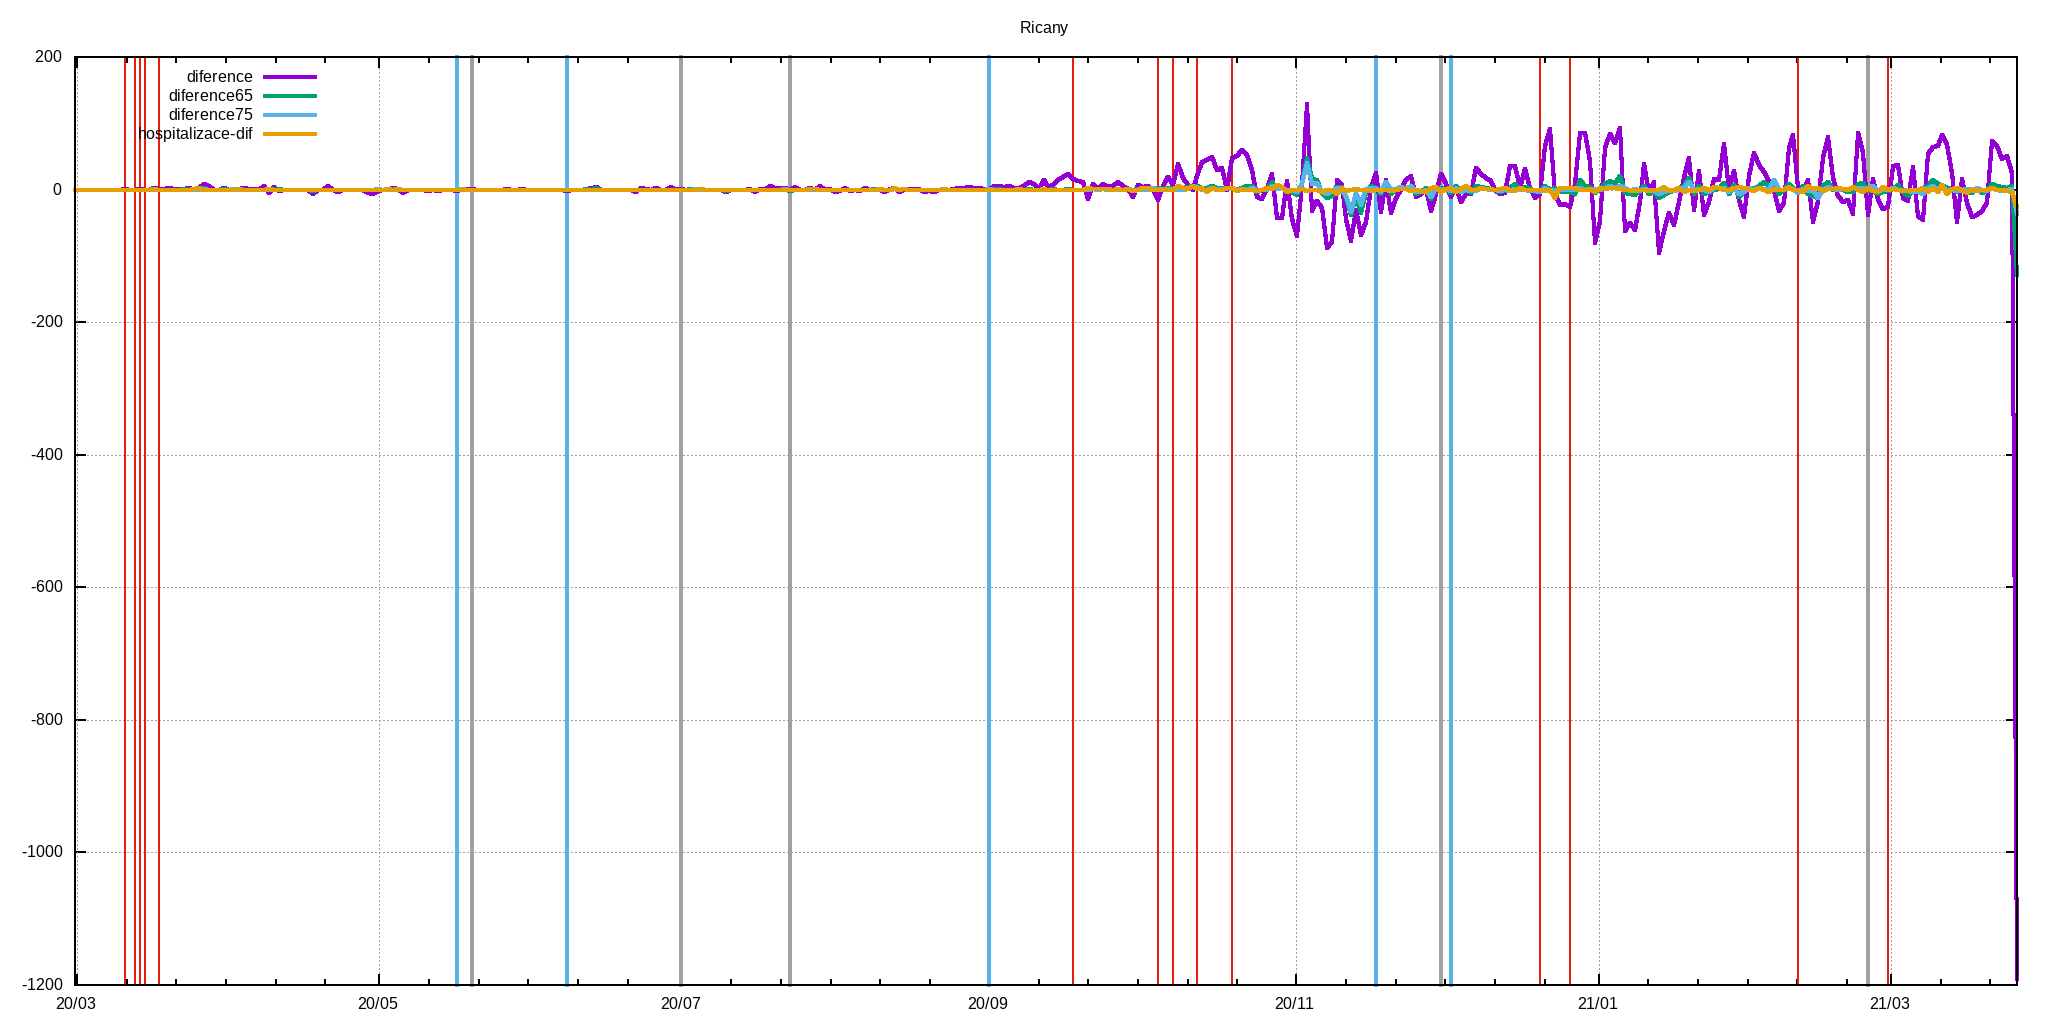 Ricany
200
diference
diference65
diference75
hospitalizace-dif
0
-200
-400
-600
-800
-1000
-1200
20/03 20/05 20/07 20/09 20/11 21/01 21/03